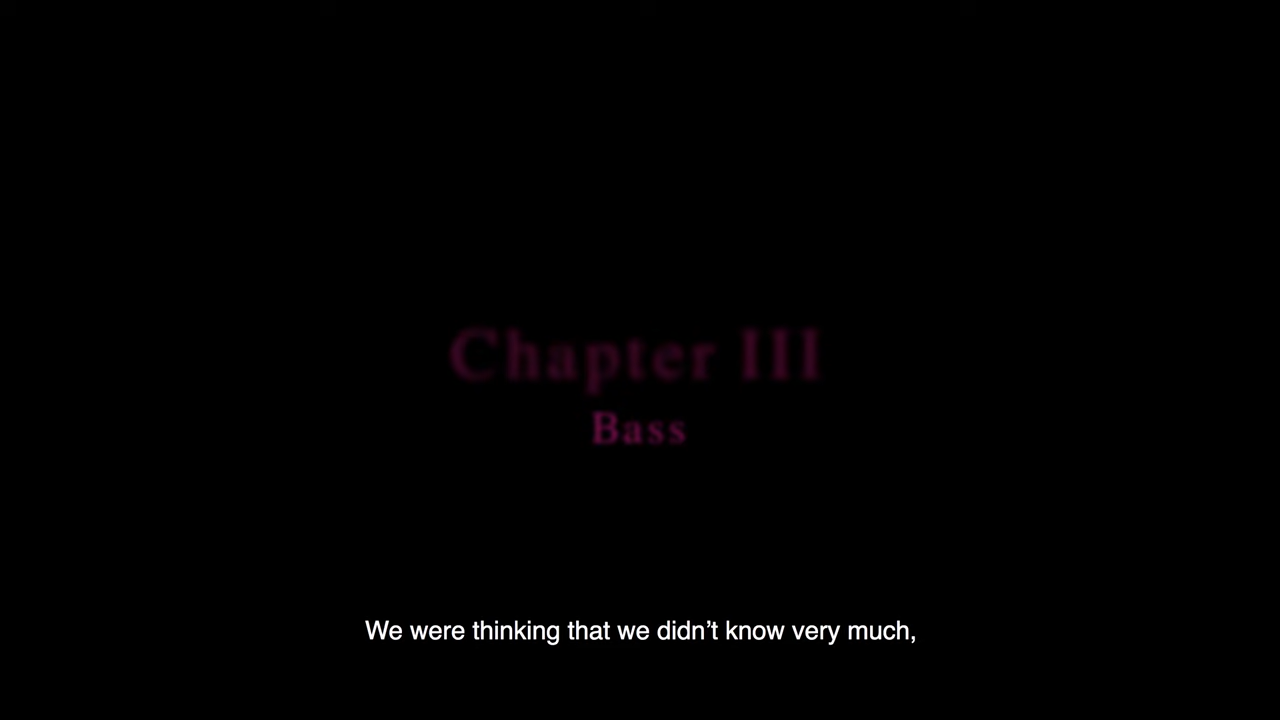 Chapter III
Bass
We were thinking that we didn’t know very much,